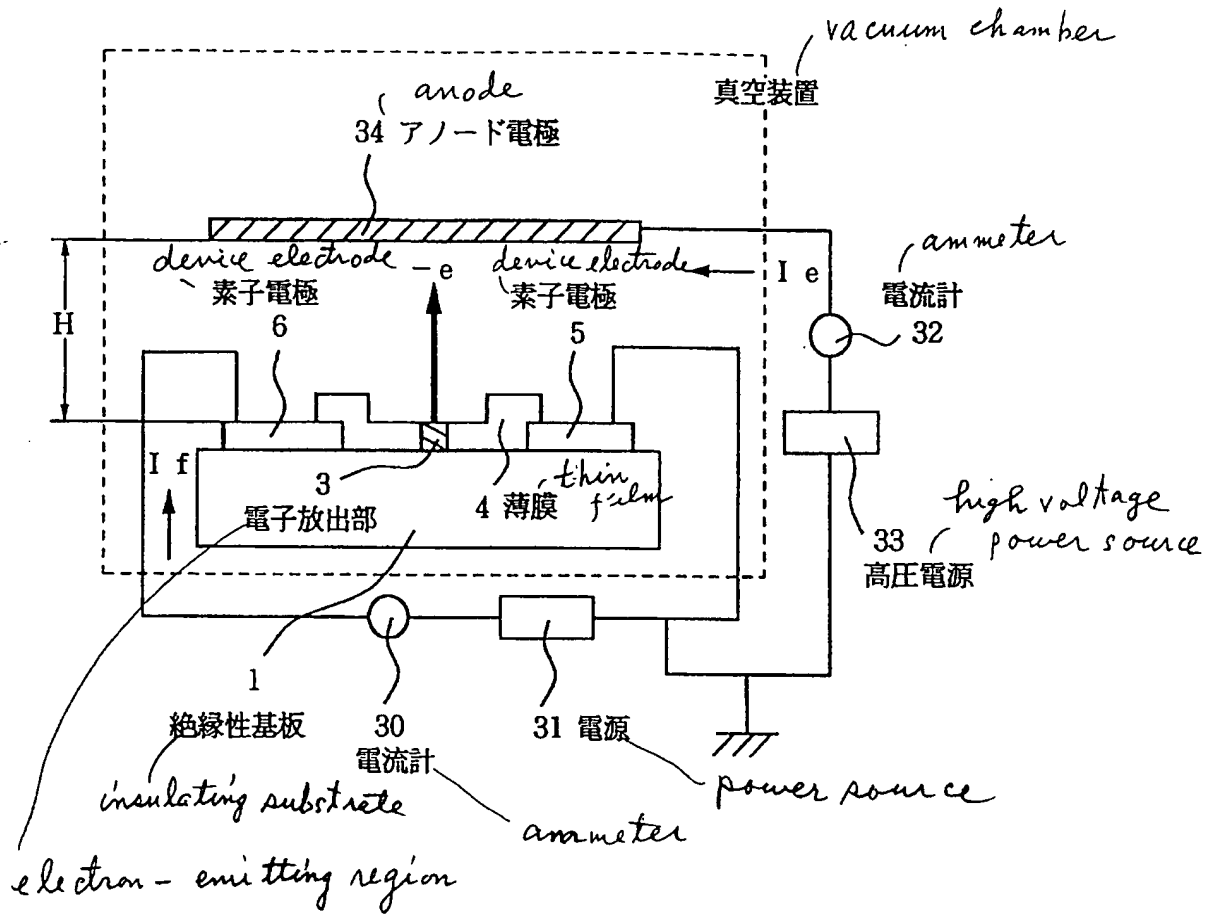 vacuum chamber
真空装置
anode
34 アノード電極
device electrode
素子電極
6
-e
device electrode
素子電極
5
I e
ammeter
電流計
32
H
I f
3
電子放出部
4 薄膜
thin
film
high voltage
power source
33
高圧電源
1
絶縁性基板
insulating substrate
30
電流計
ammeter
31 電源
power source
electron - emitting region